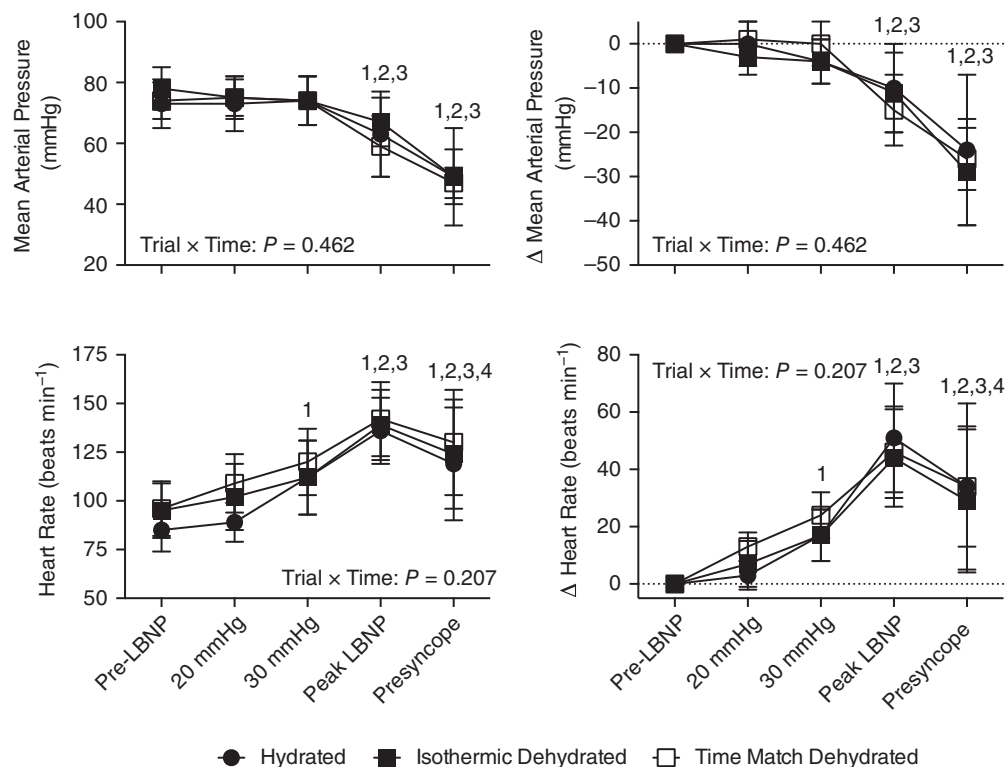 Mean Arterial Pressure
(mmHg)
100
80
60
40
20
1,2,3
1,2,3
Trial × Time: P = 0.462
Δ Mean Arterial Pressure
(mmHg)
0
−10
−20
−30
−40
−50
1,2,3
1,2,3
Trial × Time: P = 0.462
Heart Rate (beats min−1)
175
150
125
100
75
50
1
1,2,3
1,2,3,4
Trial × Time: P = 0.207
Pre-LBNP
20 mmHg
30 mmHg
Peak LBNP
Presyncope
Δ Heart Rate (beats min−1)
80
60
40
20
0
Trial × Time: P = 0.207
1
1,2,3
1,2,3,4
Pre-LBNP
20 mmHg
30 mmHg
Peak LBNP
Presyncope
Hydrated Isothermic Dehydrated Time Match Dehydrated